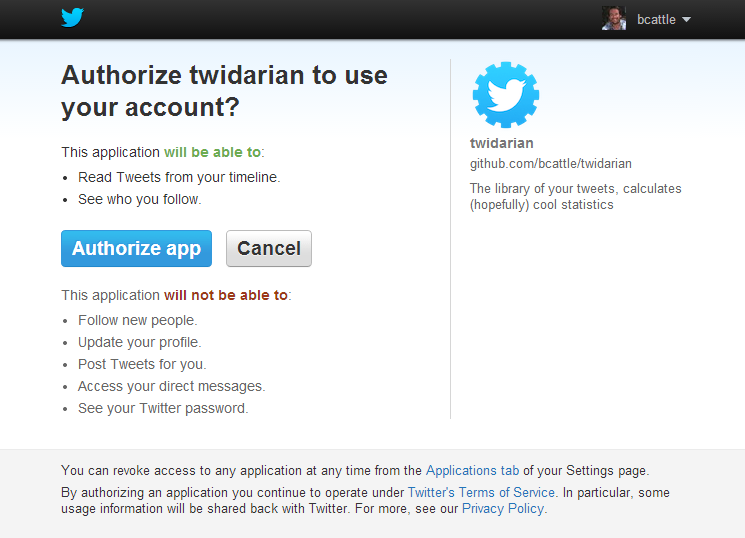 bcattle
Authorize twidarian to use
your account?
This application will be able to:
Read Tweets from your timeline.
See who you follow.
Authorize app
Cancel
This application will not be able to:
Follow new people.
Update your profile.
Post Tweets for you.
Access your direct messages.
See your Twitter password.
twidarian
github.com/bcattle/twidarian
The library of your tweets, calculates
(hopefully) cool statistics
You can revoke access to any application at any time from the Applications tab of your Settings page.
By authorizing an application you continue to operate under Twitter's Terms of Service. In particular, some
usage information will be shared back with Twitter. For more, see our Privacy Policy.